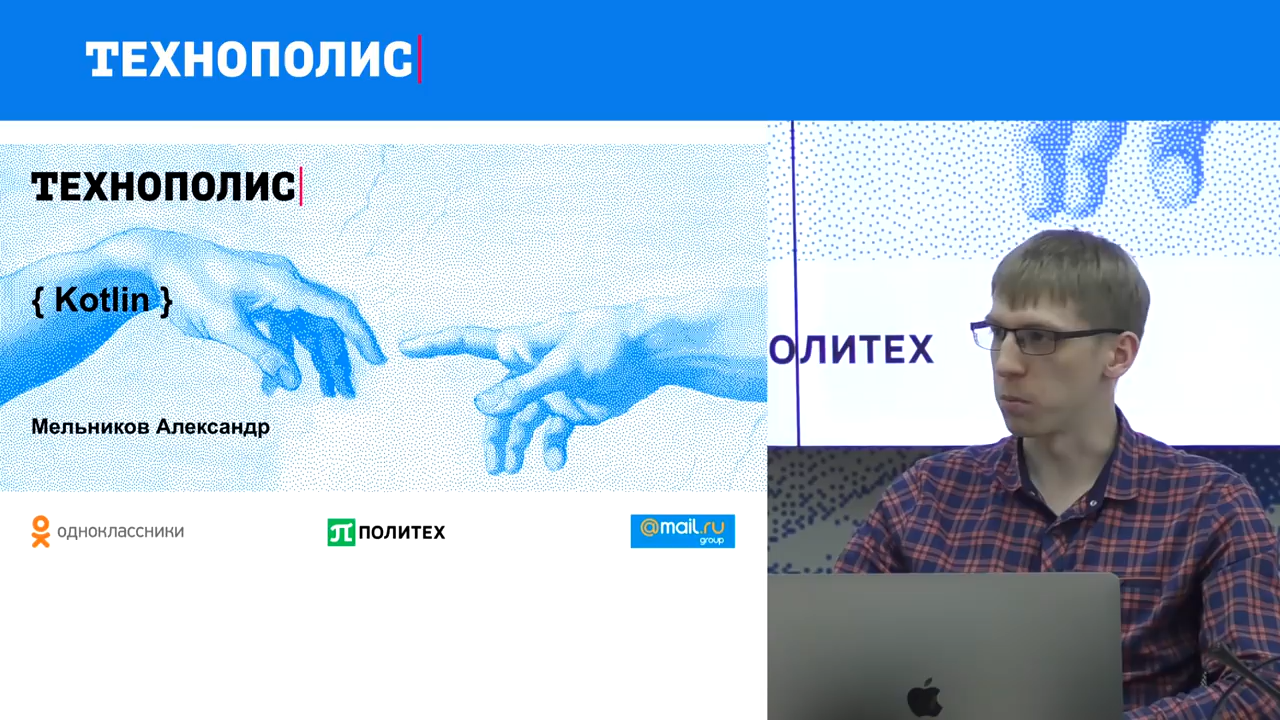 ТЕХНОПОЛИС
ТЕХНОПОЛИС
{ Kotlin }
Мельников Александр
одноклассники
ПОЛИТЕХ
@mail.ru
group
ОЛИТЕХ